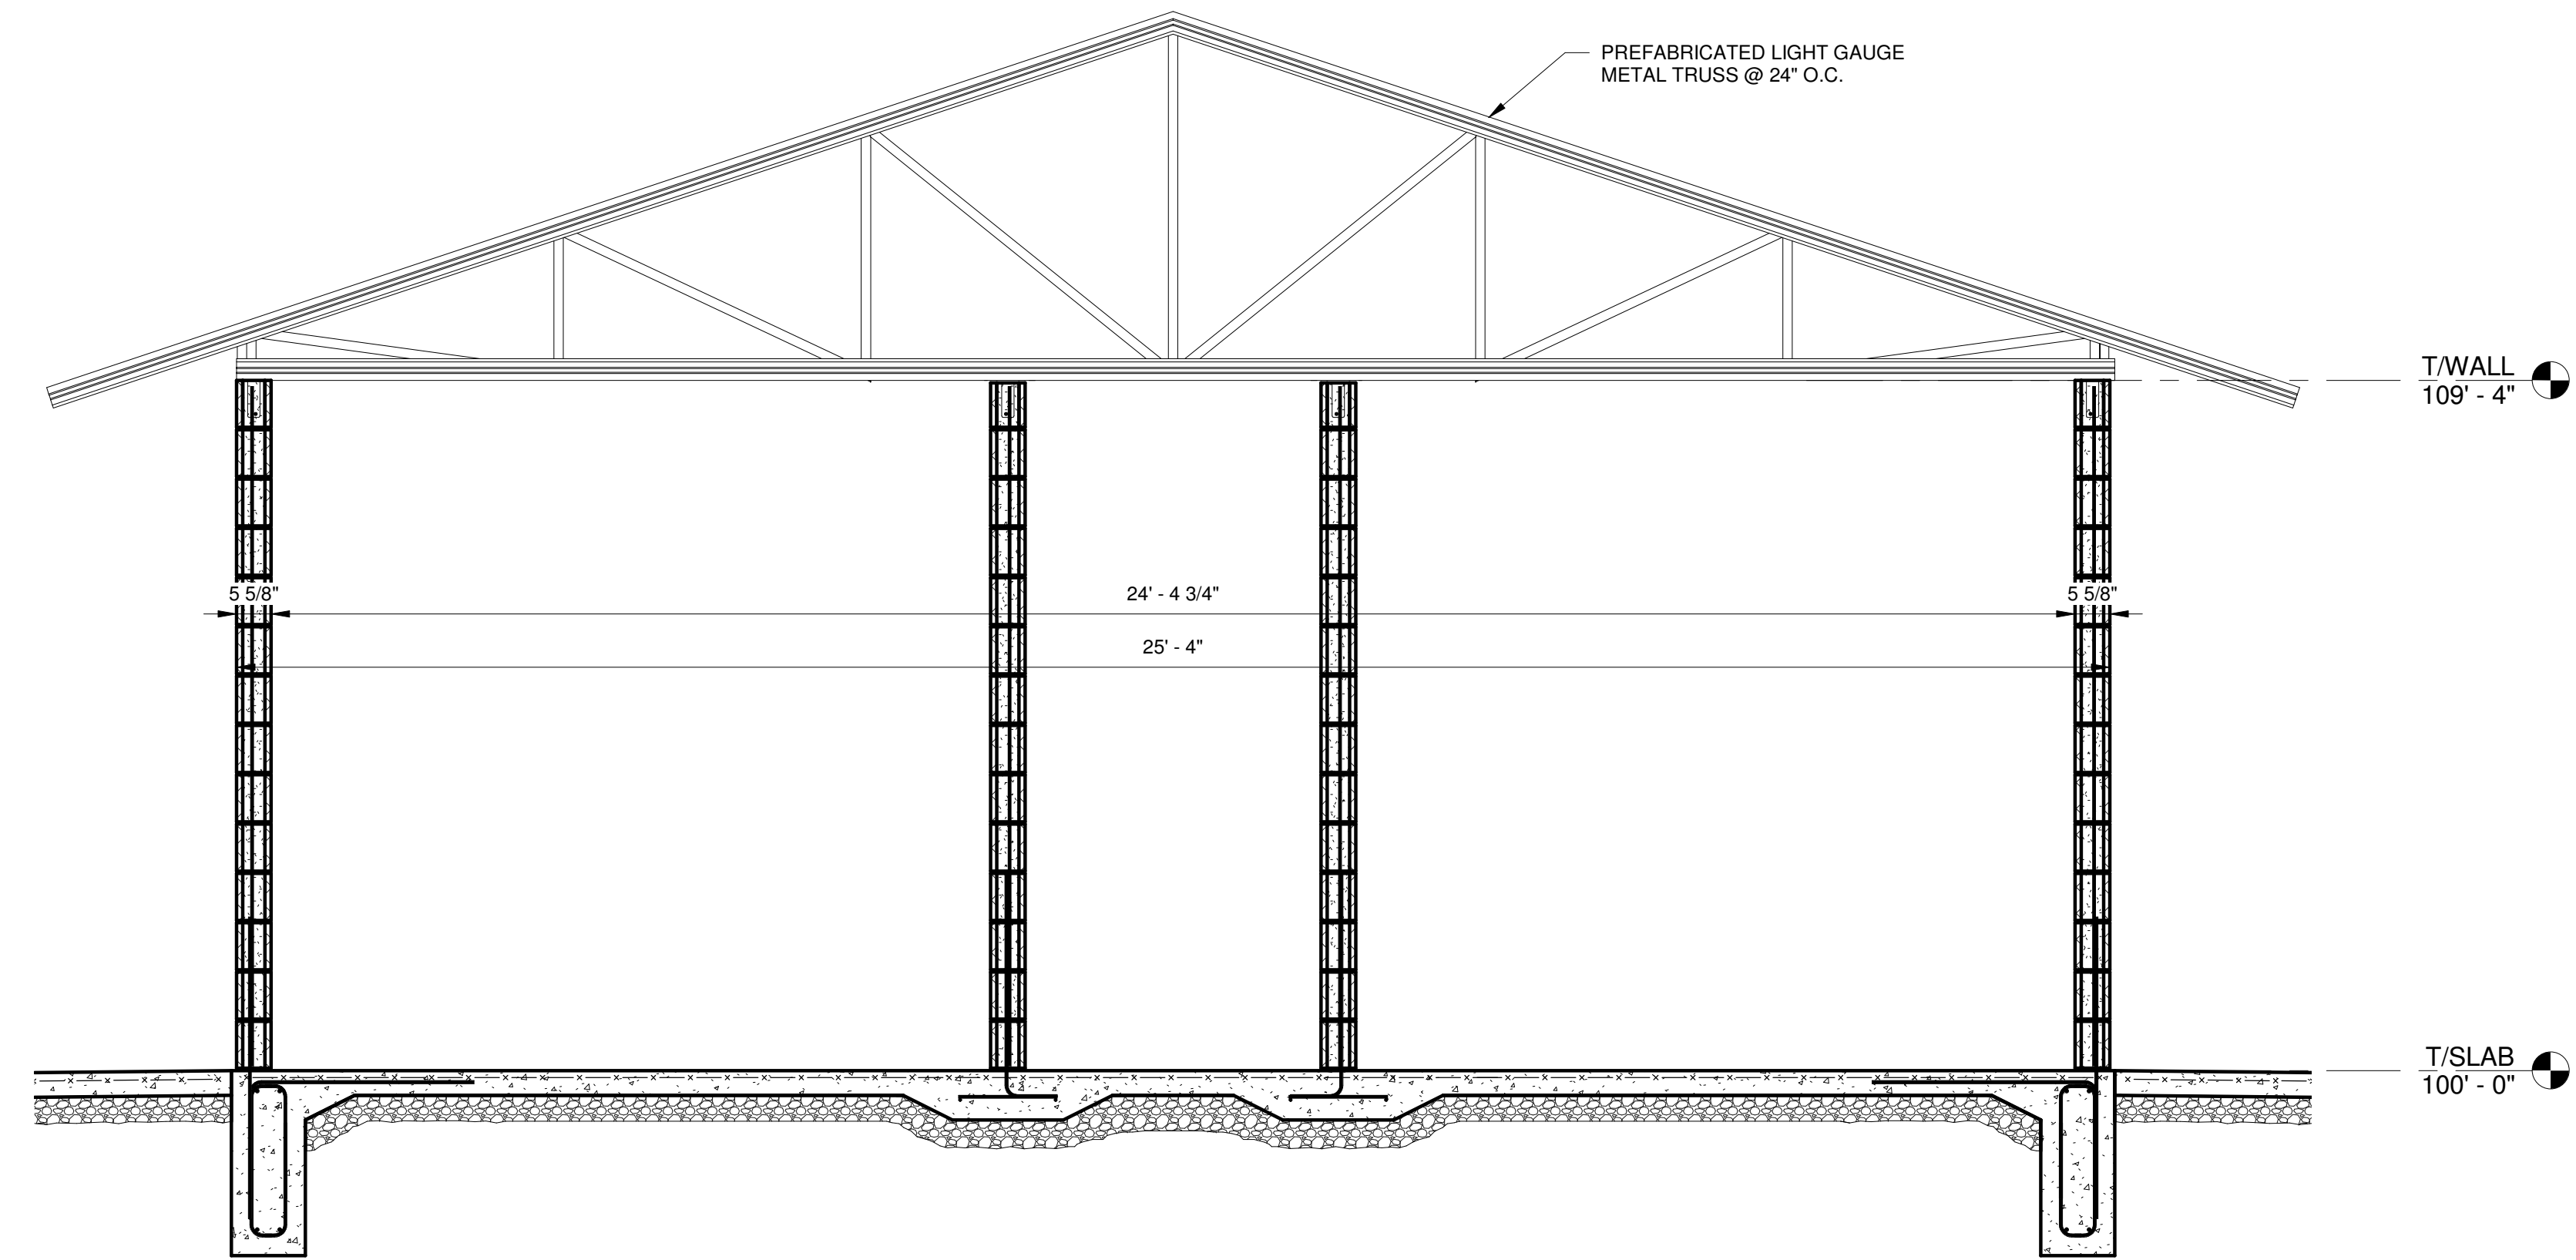 PREFABRICATED LIGHT GAUGE
METAL TRUSS @ 24" O.C.
T/WALL
109' - 4"
5 5/8"
24' - 4 3/4"
5 5/8"
25' - 4"
T/SLAB
100' - 0"